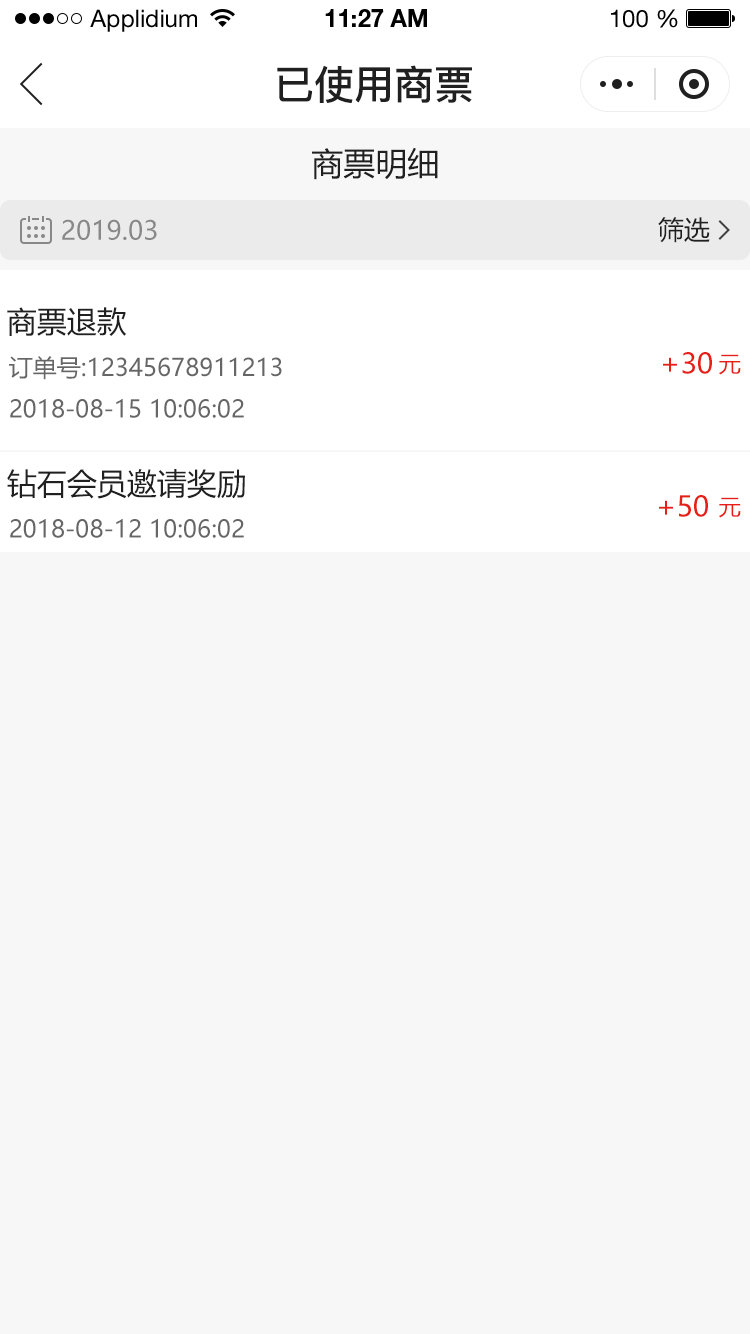 Applidium 11:27 AM 100 %
已使用商票
商票明细
2019.03 筛选
商票退款
订单号:12345678911213
+30 元
2018-08-15 10:06:02
钻石会员邀请奖励
+50 元
2018-08-12 10:06:02